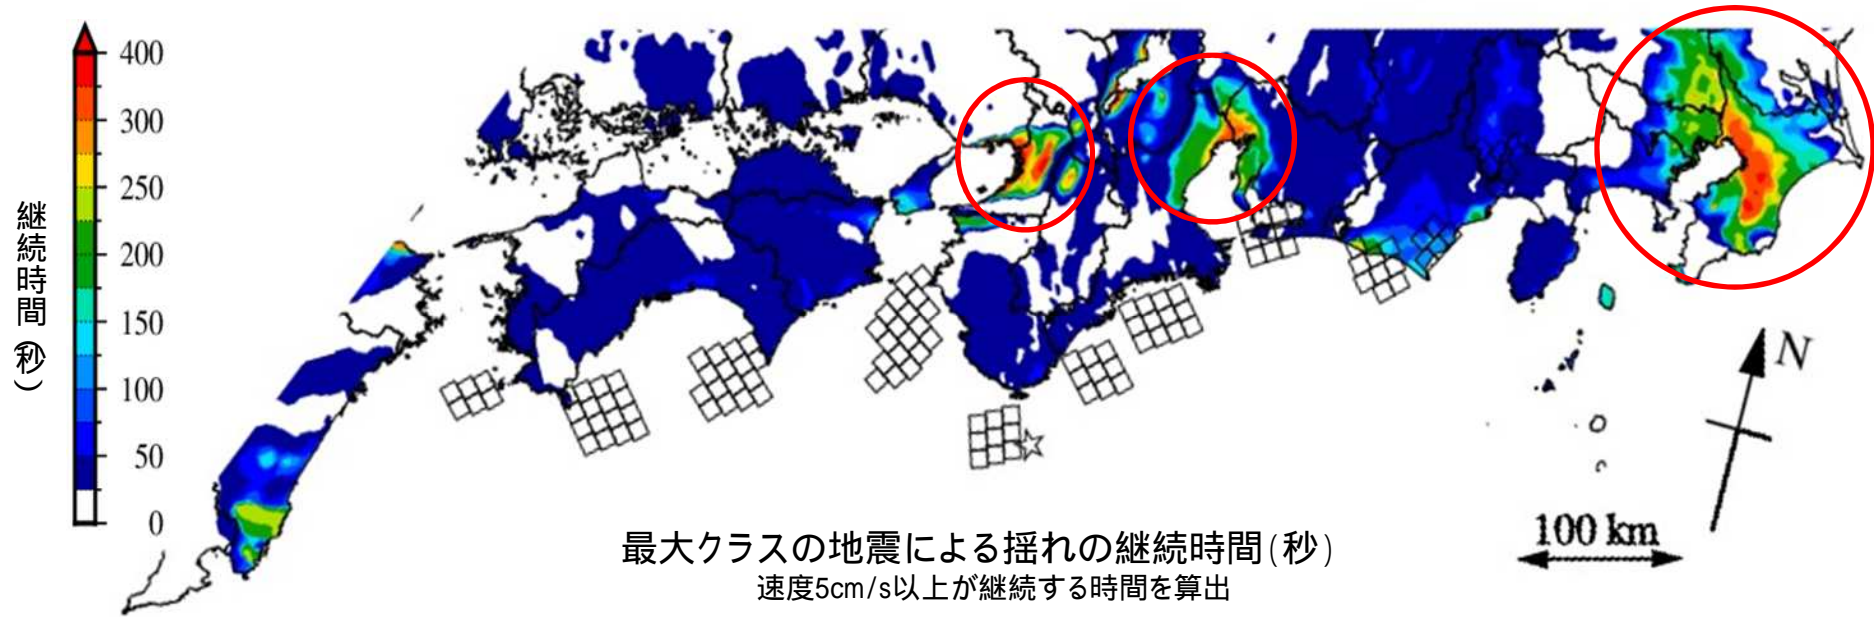 400
300
250
200
150
100
50
0
継続時間(秒)
N
100 km
最大クラスの地震による揺れの継続時間(秒)
速度5cm/s以上が継続する時間を算出